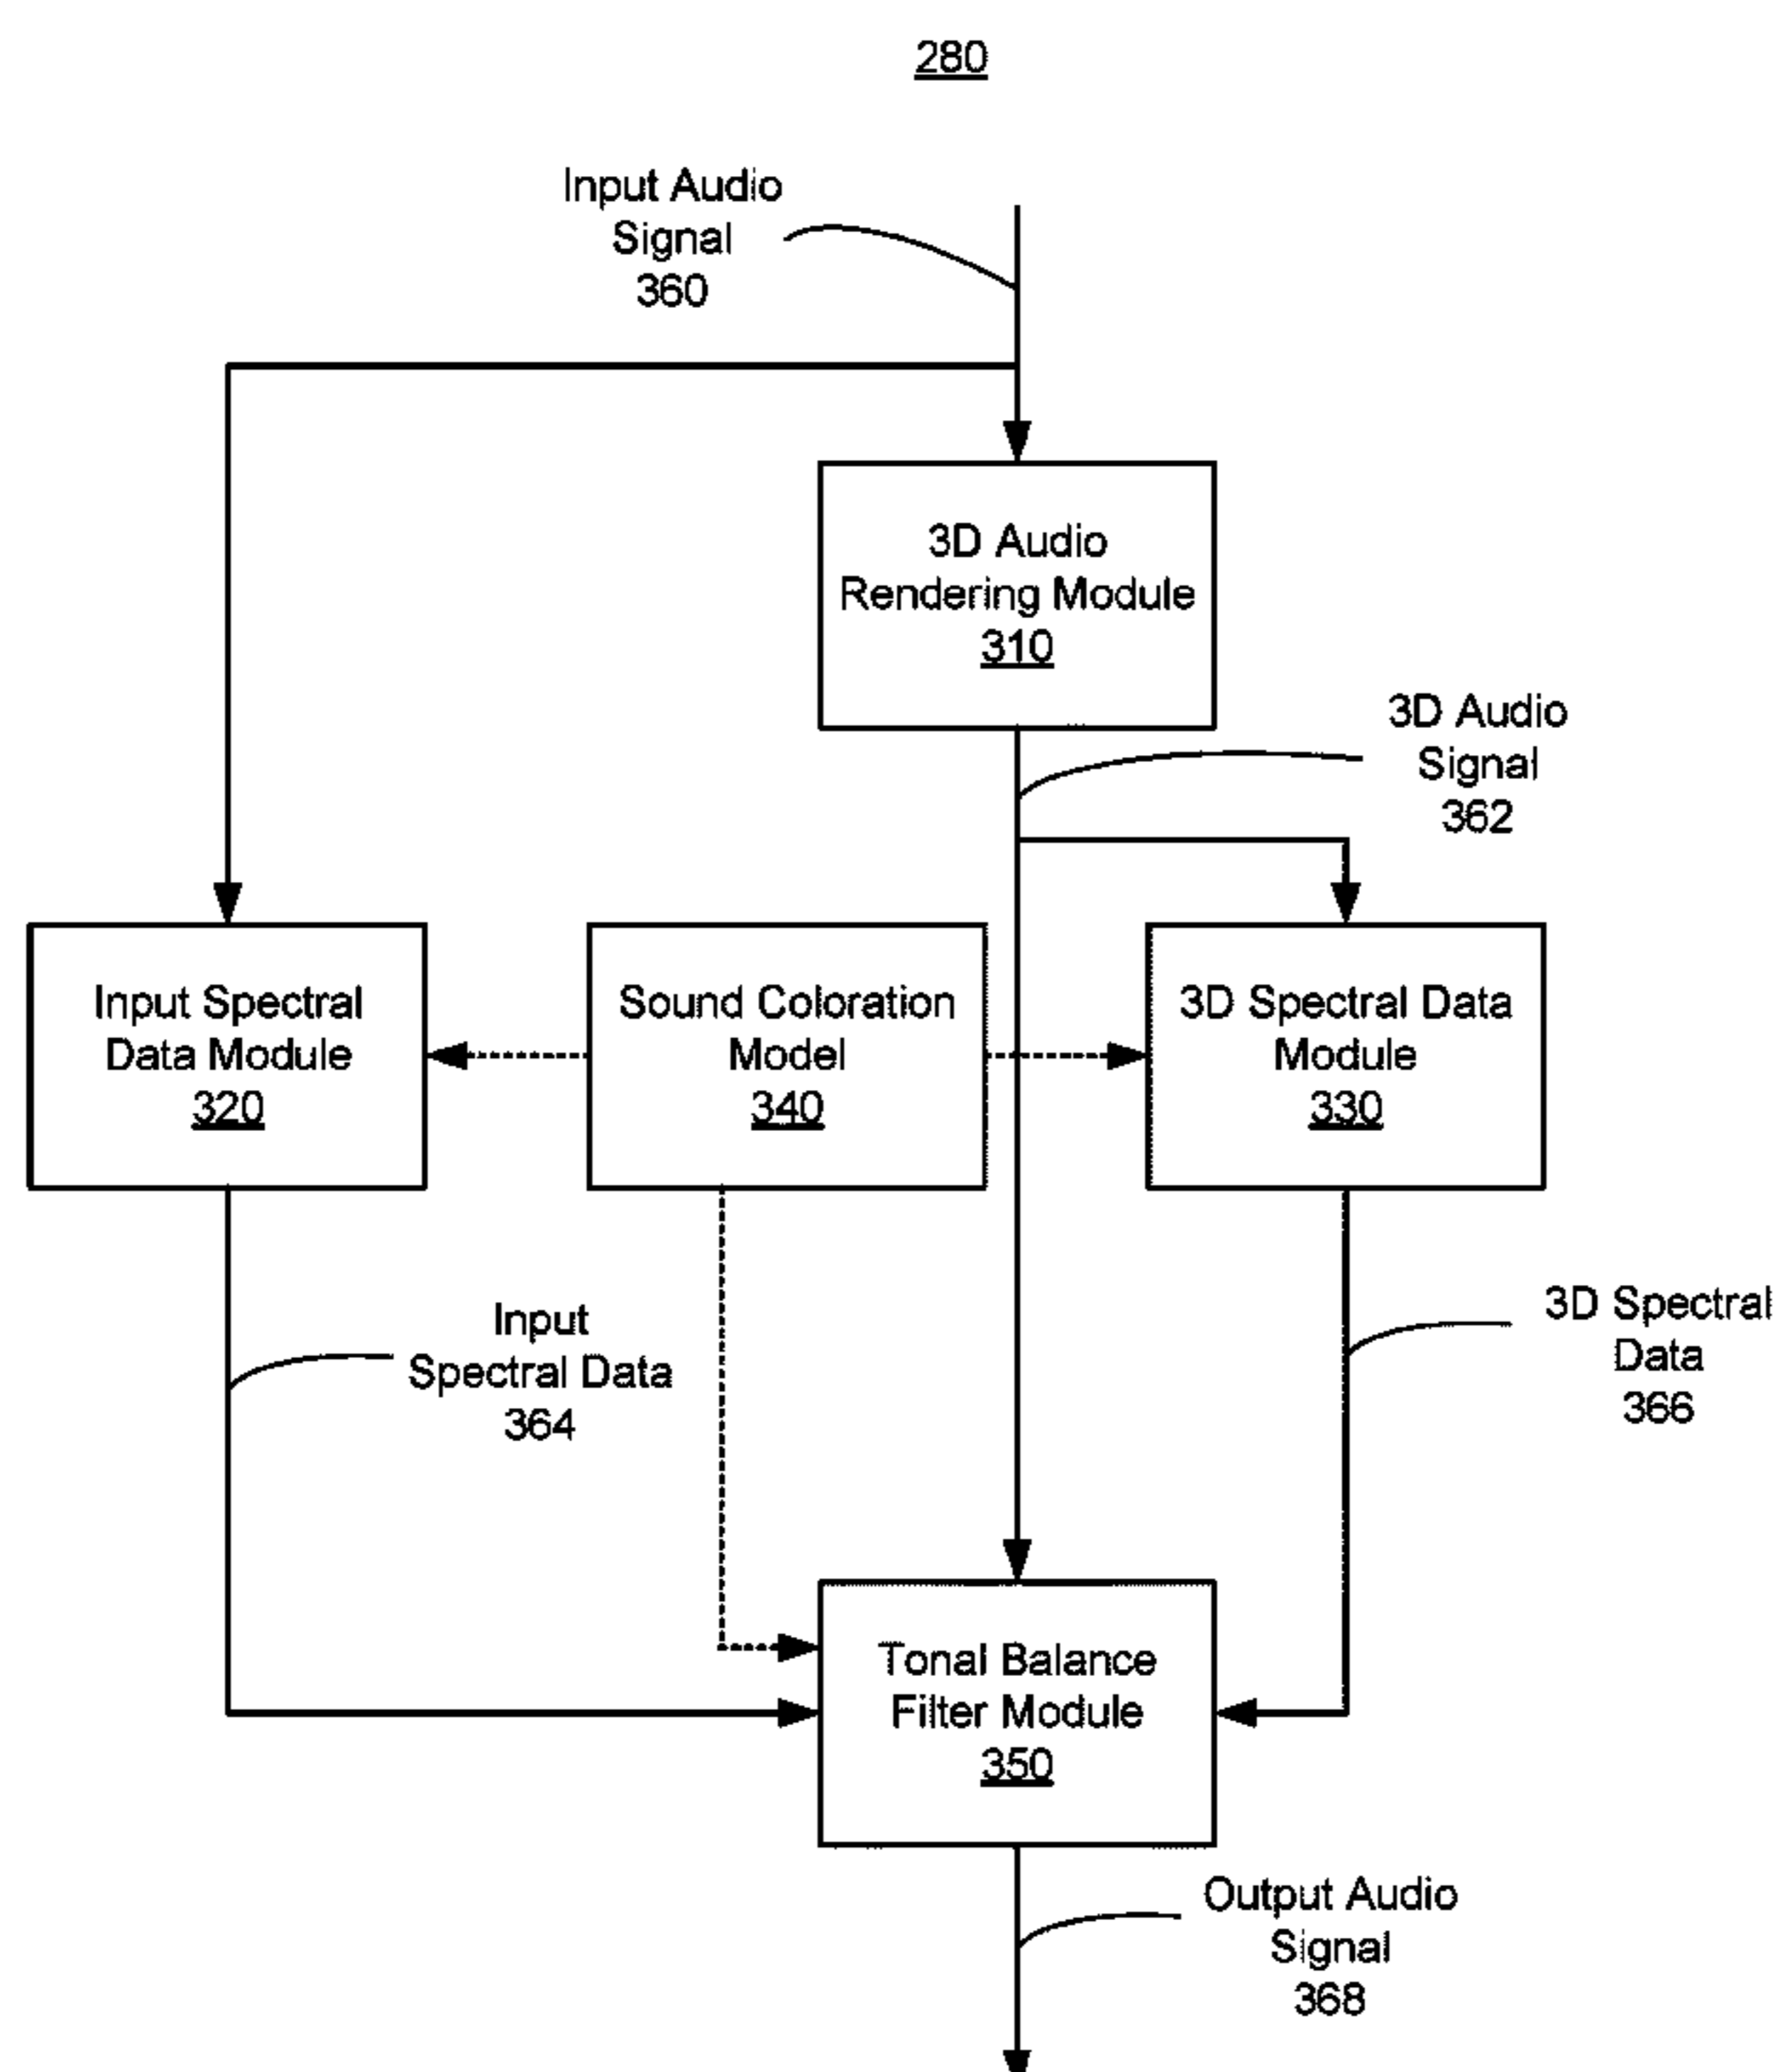 280
Input Audio
Signal
360
3D Audio
Rendering Module
310
3D Audio
Signal
362
Input Spectral
Data Module
320
Sound Coloration
Model
340
3D Spectral Data
Module
330
Input
Spectral Data
364
3D Spectral
Data
366
Tonal Balance
Filter Module
350
Output Audio
Signal
368